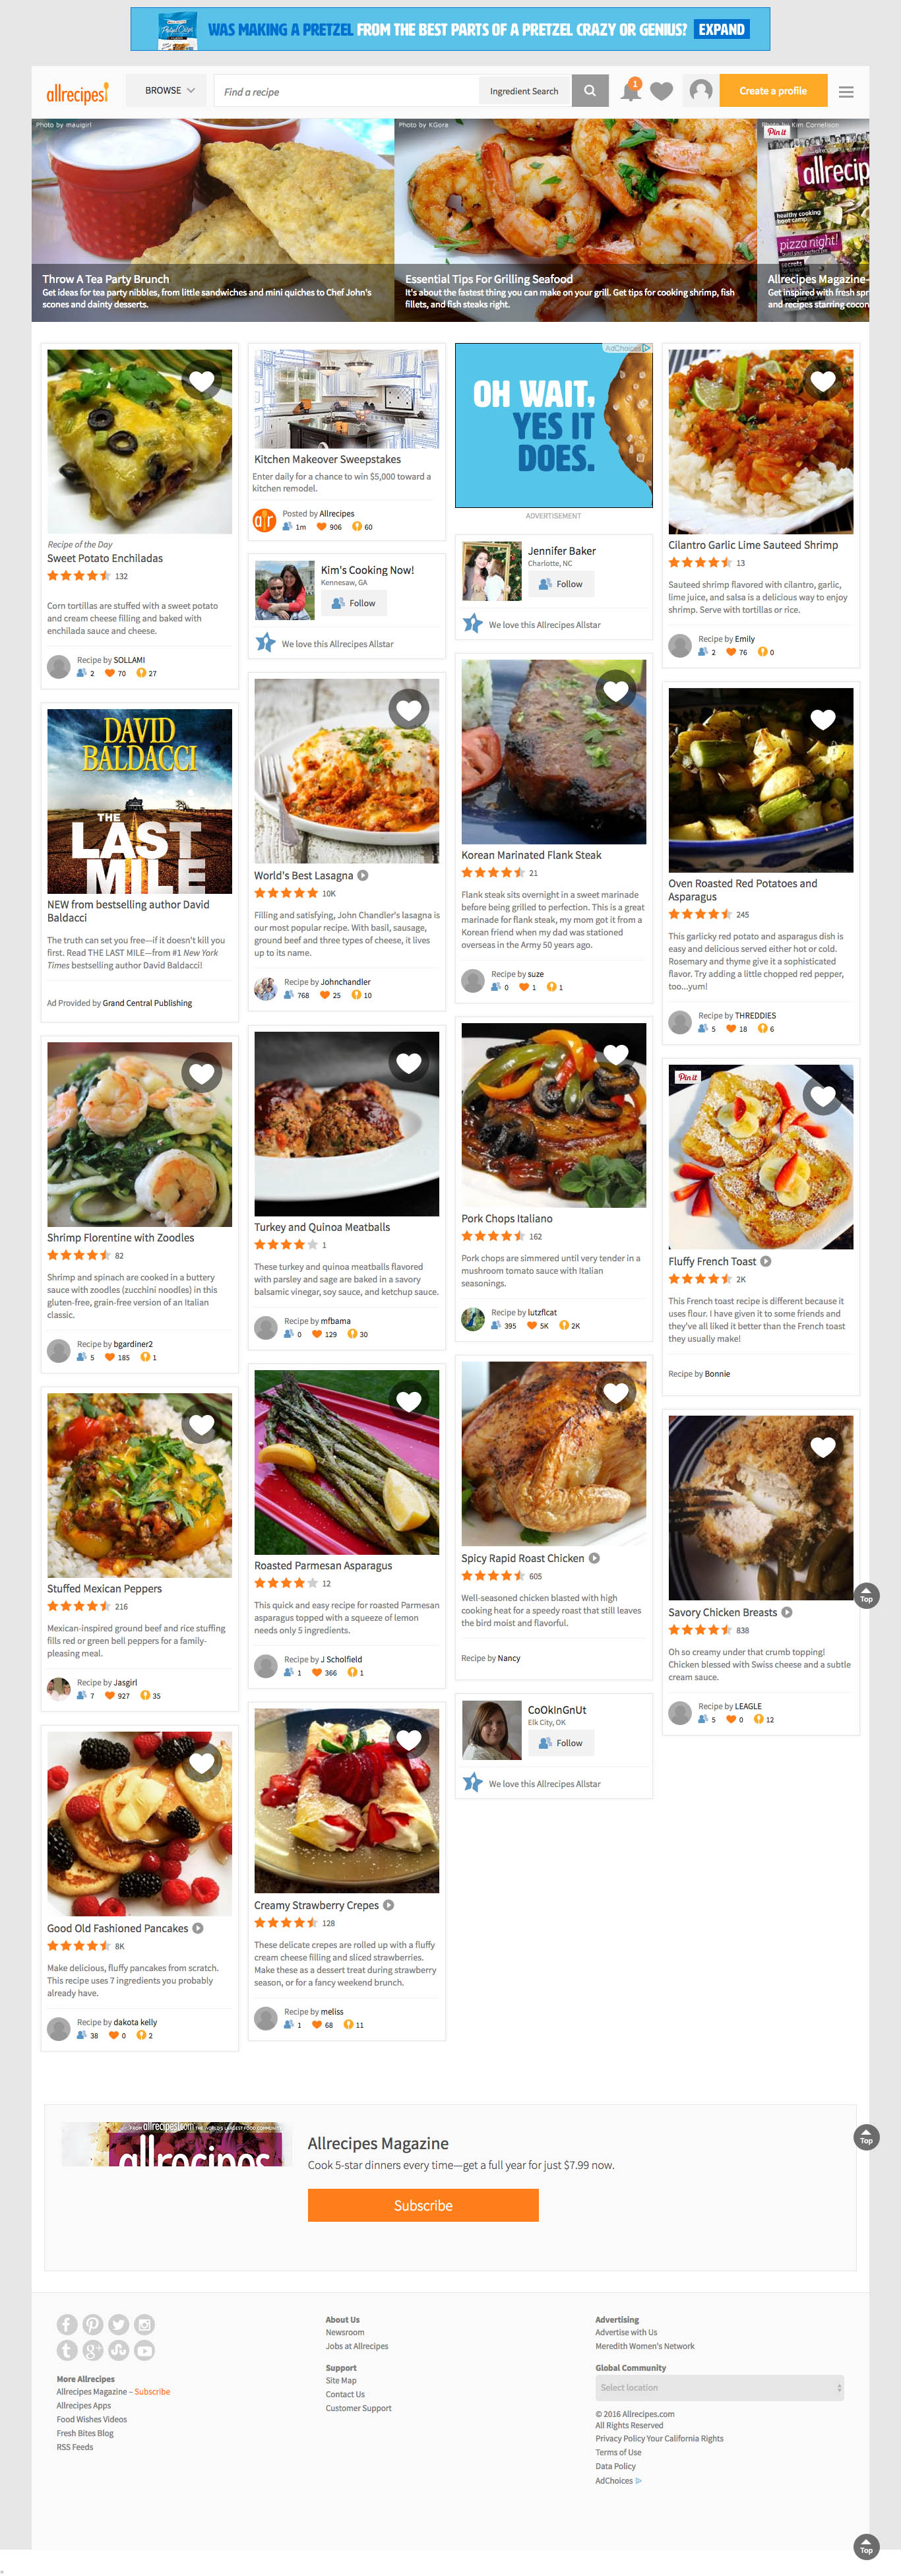 WAS MAKING A PRETZEL FROM THE BEST PARTS OF A PRETZEL CRAZY OR GENIUS? EXPAND
allrecipes!
BROWSE
Find a recipe
Ingredient Search
1
Create a profile
Photo by mauigirl
Throw A Tea Party Brunch
Get ideas for tea party nibbles, from little sandwiches and mini quiches to Chef John's
scones and dainty desserts.
Photo by KGora
Essential Tips For Grilling Seafood
It's about the fastest thing you can make on your grill. Get tips for cooking shrimp, fish
fillets, and fish steaks right.
Photo by Kim Cornelison
Pin it
allrecip
healthy cooking
boot camp
pizza night!
secrets
Allrecipes Magazine-
Get inspired with fresh spr
and recipes starring cocon
Recipe of the Day
Sweet Potato Enchiladas
132
Corn tortillas are stuffed with a sweet potato
and cream cheese filling and baked with
enchilada sauce and cheese.
Recipe by SOLLAMI
2 70 27
DAVID
BALDACCI
THE
LAST
MILE
NEW from bestselling author David
Baldacci
The truth can set you free—if it doesn't kill you
first. Read THE LAST MILE—from #1 New York
Times bestselling author David Baldacci!
Ad Provided by Grand Central Publishing
Shrimp Florentine with Zoodles
82
Shrimp and spinach are cooked in a buttery
sauce with zoodles (zucchini noodles) in this
gluten-free, grain-free version of an Italian
classic.
Recipe by bgardiner2
5 185 1
Stuffed Mexican Peppers
216
Mexican-inspired ground beef and rice stuffing
fills red or green bell peppers for a family-
pleasing meal.
Recipe by Jasgirl
7 927 35
Good Old Fashioned Pancakes
8K
Make delicious, fluffy pancakes from scratch.
This recipe uses 7 ingredients you probably
already have.
Recipe by dakota kelly
38 0 2
Kitchen Makeover Sweepstakes
Enter daily for a chance to win $5,000 toward a
kitchen remodel.
a r
Posted by Allrecipes
1m 906 60
Kim's Cooking Now!
Kennesaw, GA
Follow
We love this Allrecipes Allstar
World's Best Lasagna
10K
Filling and satisfying, John Chandler's lasagna is
our most popular recipe. With basil, sausage,
ground beef and three types of cheese, it lives
up to its name.
Recipe by Johnchandler
768 25 10
Turkey and Quinoa Meatballs
1
These turkey and quinoa meatballs flavored
with parsley and sage are baked in a savory
balsamic vinegar, soy sauce, and ketchup sauce.
Recipe by mfbama
0 129 30
Roasted Parmesan Asparagus
12
This quick and easy recipe for roasted Parmesan
asparagus topped with a squeeze of lemon
needs only 5 ingredients.
Recipe by J Scholfield
1 366 1
Creamy Strawberry Crepes
128
These delicate crepes are rolled up with a fluffy
cream cheese filling and sliced strawberries.
Make these as a dessert treat during strawberry
season, or for a fancy weekend brunch.
Recipe by meliss
1 68 11
AdChoices
OH WAIT,
YES IT
DOES.
ADVERTISEMENT
Jennifer Baker
Charlotte, NC
Follow
We love this Allrecipes Allstar
Korean Marinated Flank Steak
21
Flank steak sits overnight in a sweet marinade
before being grilled to perfection. This is a great
marinade for flank steak, my mom got it from a
Korean friend when my dad was stationed
overseas in the Army 50 years ago.
Recipe by suze
0 1 1
Pork Chops Italiano
162
Pork chops are simmered until very tender in a
mushroom tomato sauce with Italian
seasonings.
Recipe by lutzflcat
395 5K 2K
Spicy Rapid Roast Chicken
605
Well-seasoned chicken blasted with high
cooking heat for a speedy roast that still leaves
the bird moist and flavorful.
Recipe by Nancy
CoOkInGnUt
Elk City, OK
Follow
We love this Allrecipes Allstar
Cilantro Garlic Lime Sauteed Shrimp
13
Sauteed shrimp flavored with cilantro, garlic,
lime juice, and salsa is a delicious way to enjoy
shrimp. Serve with tortillas or rice.
Recipe by Emily
2 76 0
Oven Roasted Red Potatoes and
Asparagus
245
This garlicky red potato and asparagus dish is
easy and delicious served either hot or cold.
Rosemary and thyme give it a sophisticated
flavor. Try adding a little chopped red pepper,
too...yum!
Recipe by THREDDIES
5 18 6
Pin it
Fluffy French Toast
2K
This French toast recipe is different because it
uses flour. I have given it to some friends and
they've all liked it better than the French toast
they usually make!
Recipe by Bonnie
Savory Chicken Breasts
838
Oh so creamy under that crumb topping!
Chicken blessed with Swiss cheese and a subtle
cream sauce.
Recipe by LEAGLE
5 0 12
Top
FROM allrecipes.com THE WORLD'S LARGEST FOOD COMMUNITY
allrecipes
Allrecipes Magazine
Cook 5-star dinners every time—get a full year for just $7.99 now.
Subscribe
Top
More Allrecipes
Allrecipes Magazine – Subscribe
Allrecipes Apps
Food Wishes Videos
Fresh Bites Blog
RSS Feeds
About Us
Newsroom
Jobs at Allrecipes
Support
Site Map
Contact Us
Customer Support
Advertising
Advertise with Us
Meredith Women's Network
Global Community
Select location
© 2016 Allrecipes.com
All Rights Reserved
Privacy Policy Your California Rights
Terms of Use
Data Policy
AdChoices
Top